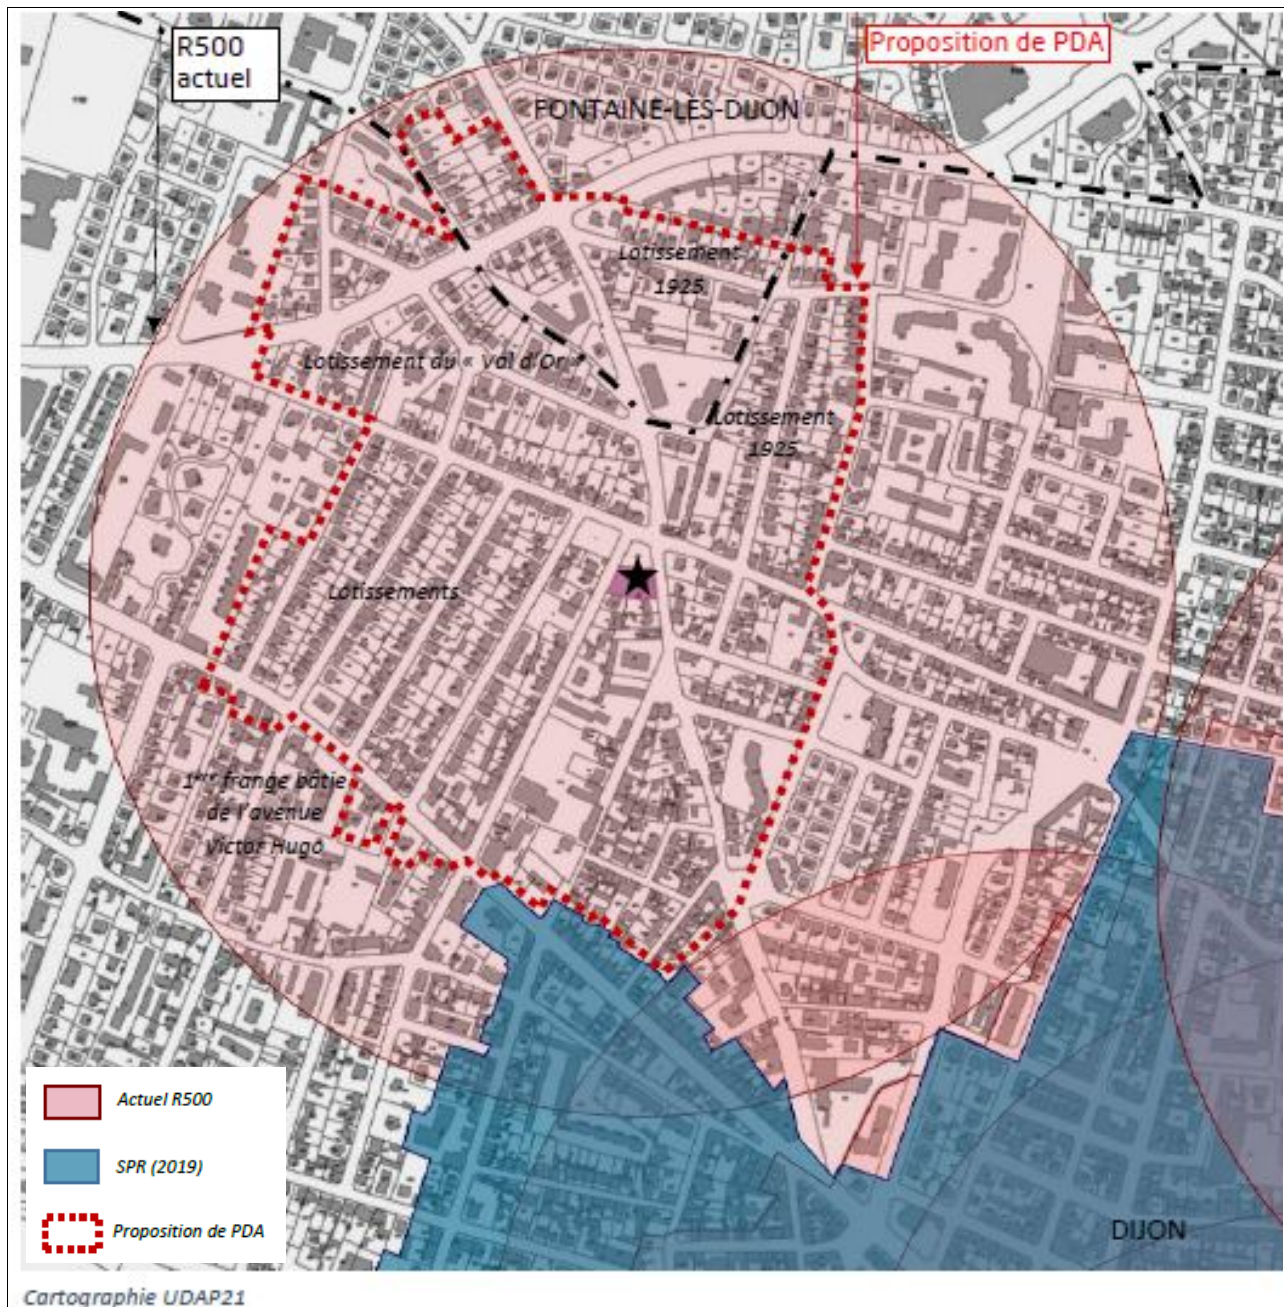 R500
actuel
Proposition de PDA
FONTAINE-LÈS-DIJON
Lotissement
1925
Lotissement du « Val d'Or »
Lotissement
1925
Lotissements
1ère frange bâtie
de l'avenue
Victor Hugo
Actuel R500
SPR (2019)
Proposition de PDA
DIJON
Cartographie UDAP21